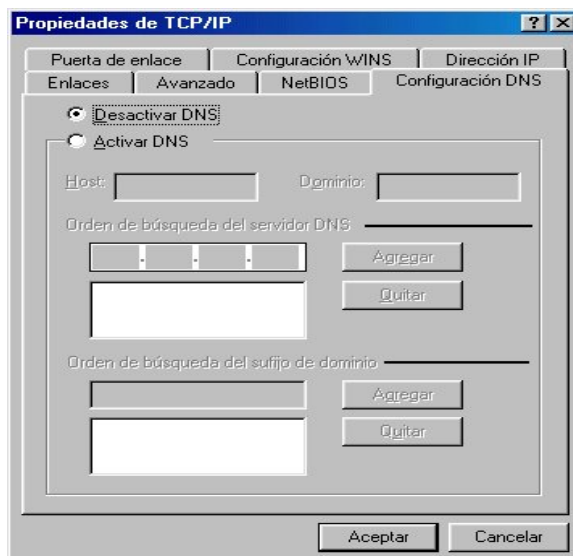 Propiedades de TCP/IP
Puerta de enlace Configuración WINS Dirección IP
Enlaces Avanzado NetBIOS Configuración DNS
Desactivar DNS
Activar DNS
Host: Dominio:
Orden de búsqueda del servidor DNS
Agregar
Quitar
Orden de búsqueda del sufijo de dominio
Agregar
Quitar
Aceptar Cancelar